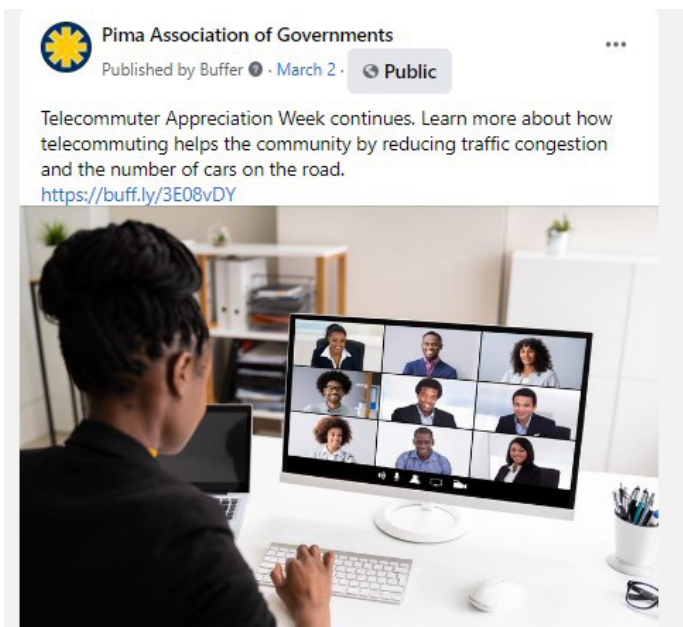 Pima Association of Governments
Published by Buffer · March 2 · Public
Telecommuter Appreciation Week continues. Learn more about how
telecommuting helps the community by reducing traffic congestion
and the number of cars on the road.
https://buff.ly/3E08vDY